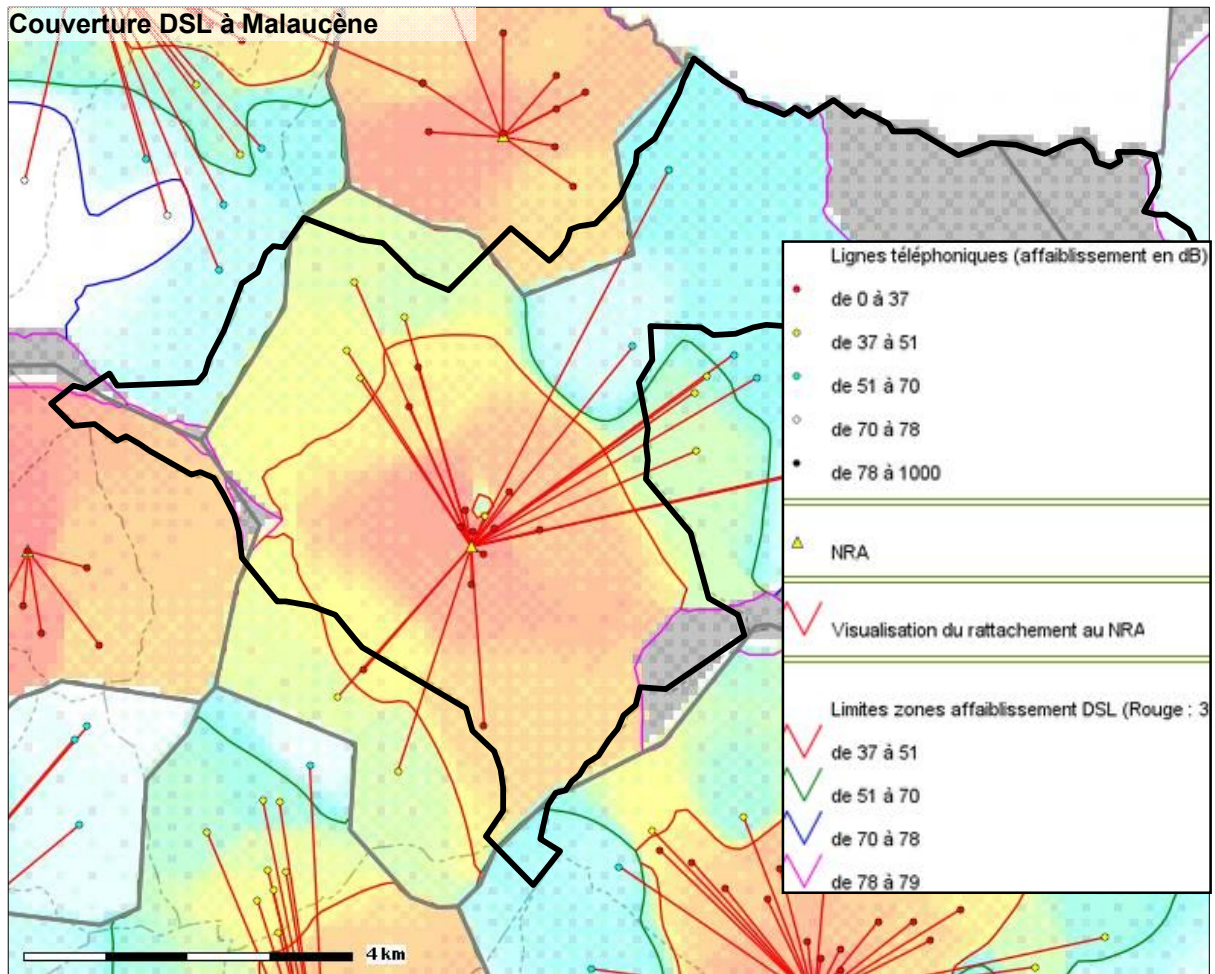 Couverture DSL à Malaucène
Lignes téléphoniques (affaiblissement en dB)
de 0 à 37
de 37 à 51
de 51 à 70
de 70 à 78
de 78 à 1000
NRA
Visualisation du rattachement au NRA
Limites zones affaiblissement DSL (Rouge : 3
de 37 à 51
de 51 à 70
de 70 à 78
de 78 à 79
4 km